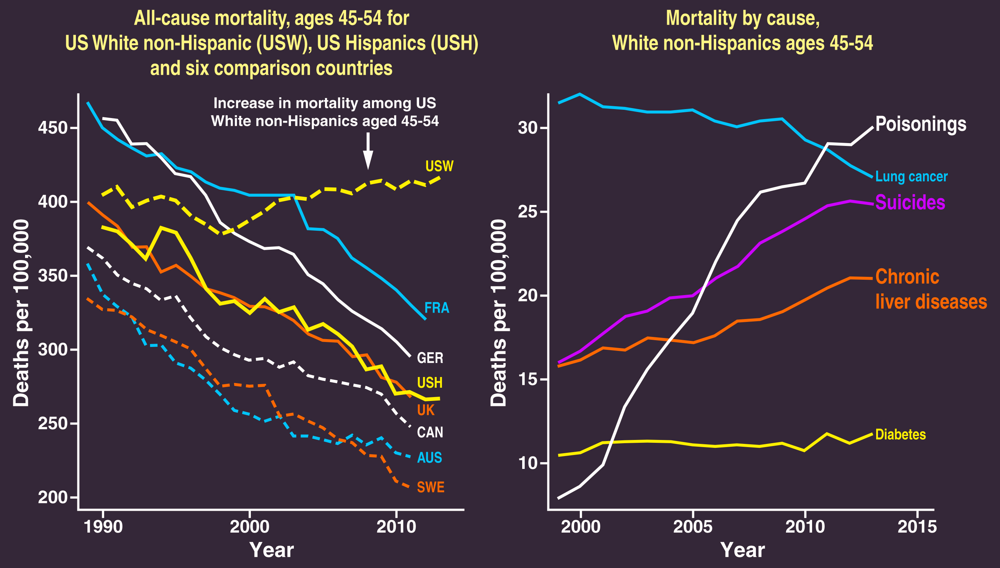 All-cause mortality, ages 45-54 for
US White non-Hispanic (USW), US Hispanics (USH)
and six comparison countries
Increase in mortality among US
White non-Hispanics aged 45-54
450
400
350
300
250
200
Deaths per 100,000
USW
FRA
GER
USH
UK
CAN
AUS
SWE
1990
2000
2010
Year
Mortality by cause,
White non-Hispanics ages 45-54
30
25
20
15
10
Deaths per 100,000
Poisonings
Lung cancer
Suicides
Chronic
liver diseases
Diabetes
2000
2005
2010
2015
Year